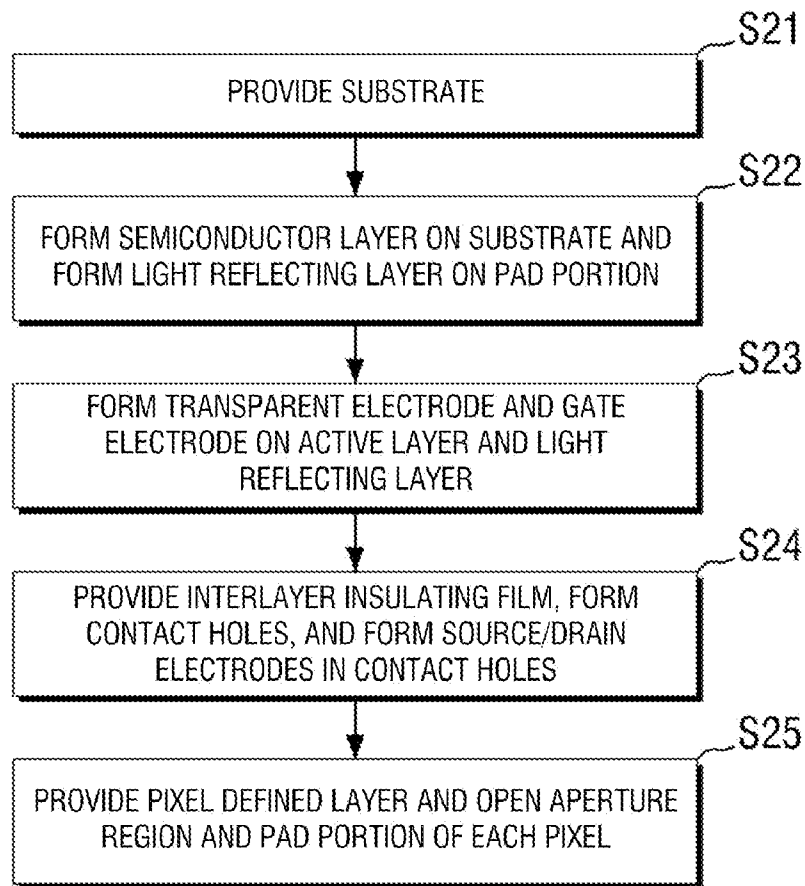 S21
PROVIDE SUBSTRATE
S22
FORM SEMICONDUCTOR LAYER ON SUBSTRATE AND
FORM LIGHT REFLECTING LAYER ON PAD PORTION
S23
FORM TRANSPARENT ELECTRODE AND GATE
ELECTRODE ON ACTIVE LAYER AND LIGHT
REFLECTING LAYER
S24
PROVIDE INTERLAYER INSULATING FILM, FORM
CONTACT HOLES, AND FORM SOURCE/DRAIN
ELECTRODES IN CONTACT HOLES
S25
PROVIDE PIXEL DEFINED LAYER AND OPEN APERTURE
REGION AND PAD PORTION OF EACH PIXEL